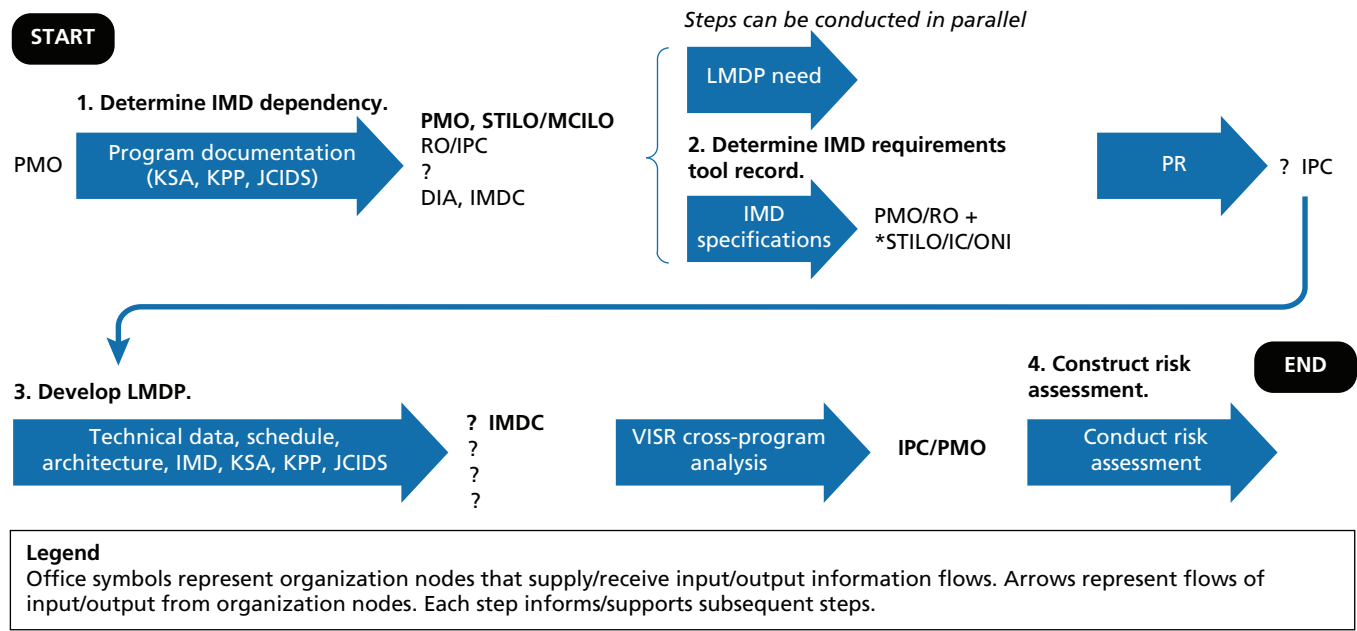 START
Steps can be conducted in parallel
1. Determine IMD dependency.
PMO
Program documentation
(KSA, KPP, JCIDS)
PMO, STILO/MCILO
RO/IPC
?
DIA, IMDC
LMDP need
2. Determine IMD requirements
tool record.
IMD
specifications
PMO/RO +
*STILO/IC/ONI
PR
? IPC
3. Develop LMDP.
Technical data, schedule,
architecture, IMD, KSA, KPP, JCIDS
? IMDC
?
?
?
VISR cross-program
analysis
IPC/PMO
4. Construct risk
assessment.
Conduct risk
assessment
END
Legend
Office symbols represent organization nodes that supply/receive input/output information flows. Arrows represent flows of
input/output from organization nodes. Each step informs/supports subsequent steps.